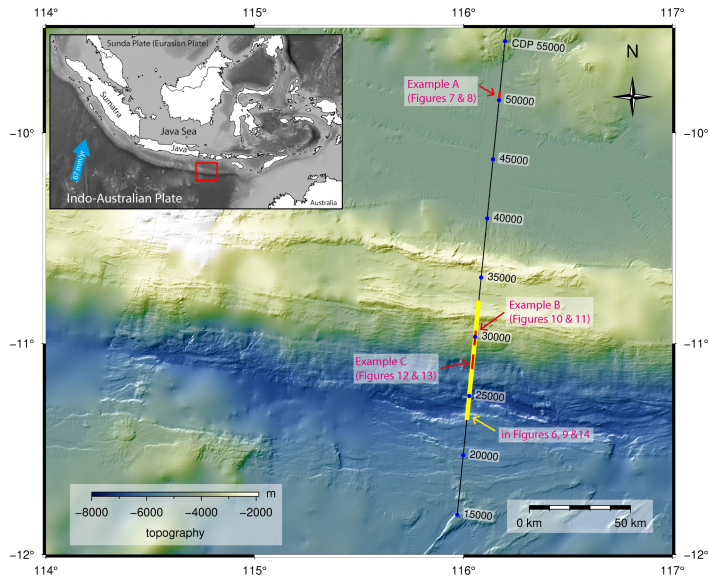 114°
115°
116°
117°
Sunda Plate (Eurasian Plate)
Sumatra
Java Sea
Java
67 mm/yr
Indo-Australian Plate
Australia
N
CDP 55000
Example A
(Figures 7 & 8)
50000
−10°
−10°
45000
40000
35000
Example B
(Figures 10 & 11)
30000
−11°
−11°
Example C
(Figures 12 & 13)
25000
in Figures 6, 9 &14
20000
15000
m
−8000
−6000
−4000
−2000
topography
0 km
50 km
−12°
−12°
114°
115°
116°
117°